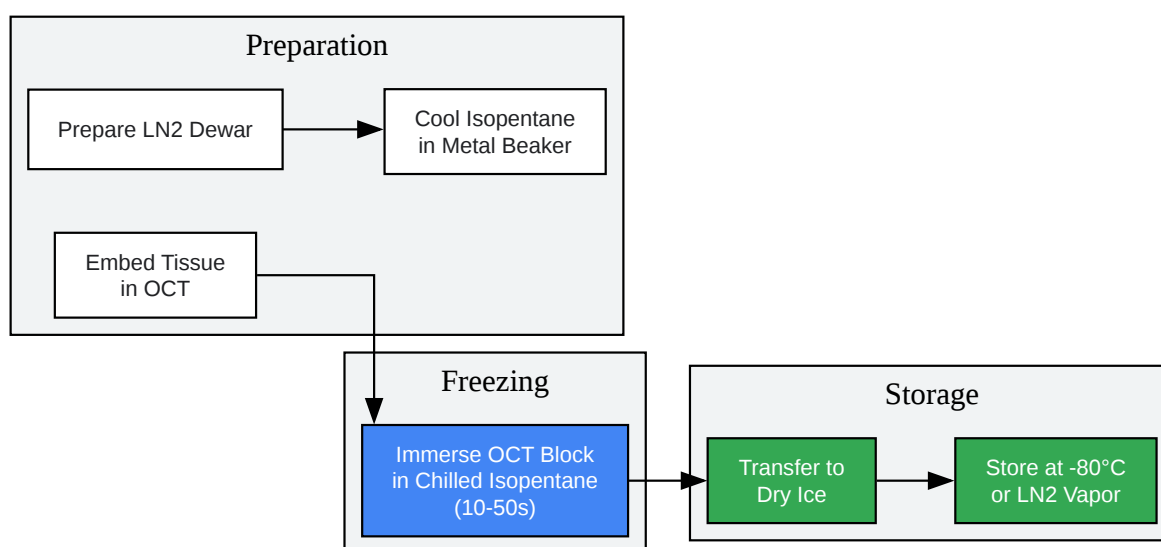 Preparation
Prepare LN2 Dewar
Cool Isopentane
in Metal Beaker
Embed Tissue
in OCT
Freezing
Immerse OCT Block
in Chilled Isopentane
(10-50s)
Storage
Transfer to
Dry Ice
Store at -80°C
or LN2 Vapor